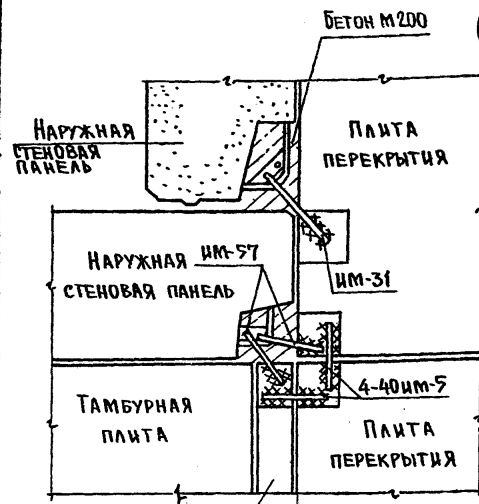 БЕТОН М200
НАРУЖНАЯ
СТЕНОВАЯ
ПАНЕЛЬ
ПЛИТА
ПЕРЕКРЫТИЯ
НАРУЖНАЯ
СТЕНОВАЯ ПАНЕЛЬ
ИМ-57
ИМ-31
4-40ИМ-5
ТАМБУРНАЯ
ПЛИТА
ПЛИТА
ПЕРЕКРЫТИЯ